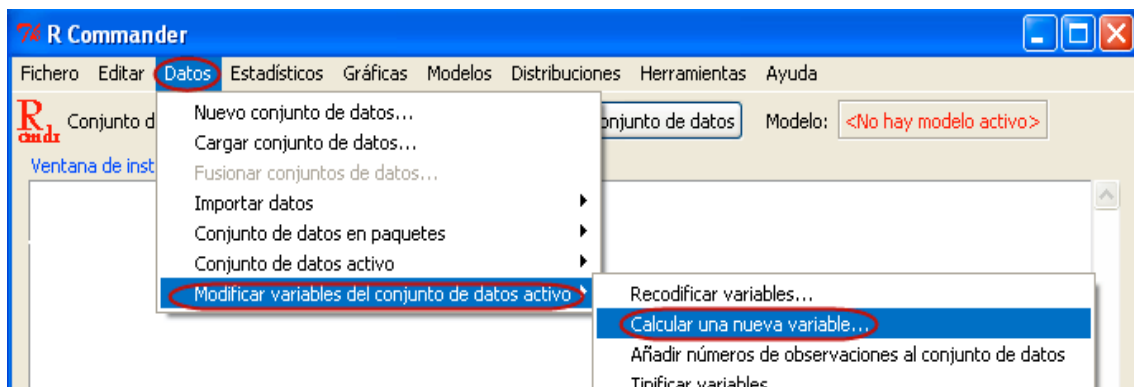 R Commander
Fichero Editar Datos Estadísticos Gráficas Modelos Distribuciones Herramientas Ayuda
R cmdr Conjunto d onjunto de datos Modelo: <No hay modelo activo>
Ventana de inst
Nuevo conjunto de datos...
Cargar conjunto de datos...
Fusionar conjuntos de datos...
Importar datos
Conjunto de datos en paquetes
Conjunto de datos activo
Modificar variables del conjunto de datos activo
Recodificar variables...
Calcular una nueva variable...
Añadir números de observaciones al conjunto de datos
Tipificar variables